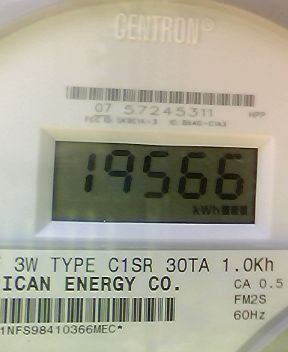 CENTRON®
07 57245311
HPP
19566
kWh
3W TYPE C1SR 30TA 1.0Kh
ICAN ENERGY CO.
CA 0.5
FM2S
60Hz
1NFS98410366MEC*